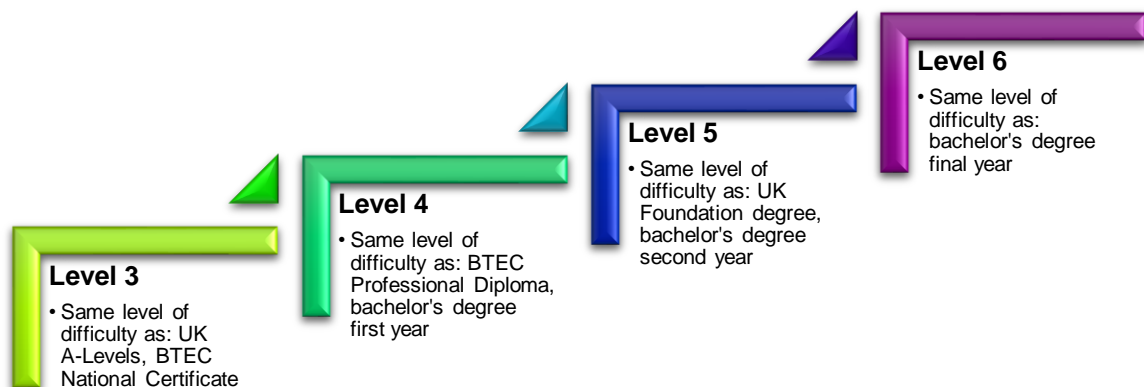 Level 3
• Same level of
difficulty as: UK
A-Levels, BTEC
National Certificate
Level 4
• Same level of
difficulty as: BTEC
Professional Diploma,
bachelor's degree
first year
Level 5
• Same level of
difficulty as: UK
Foundation degree,
bachelor's degree
second year
Level 6
• Same level of
difficulty as:
bachelor's degree
final year